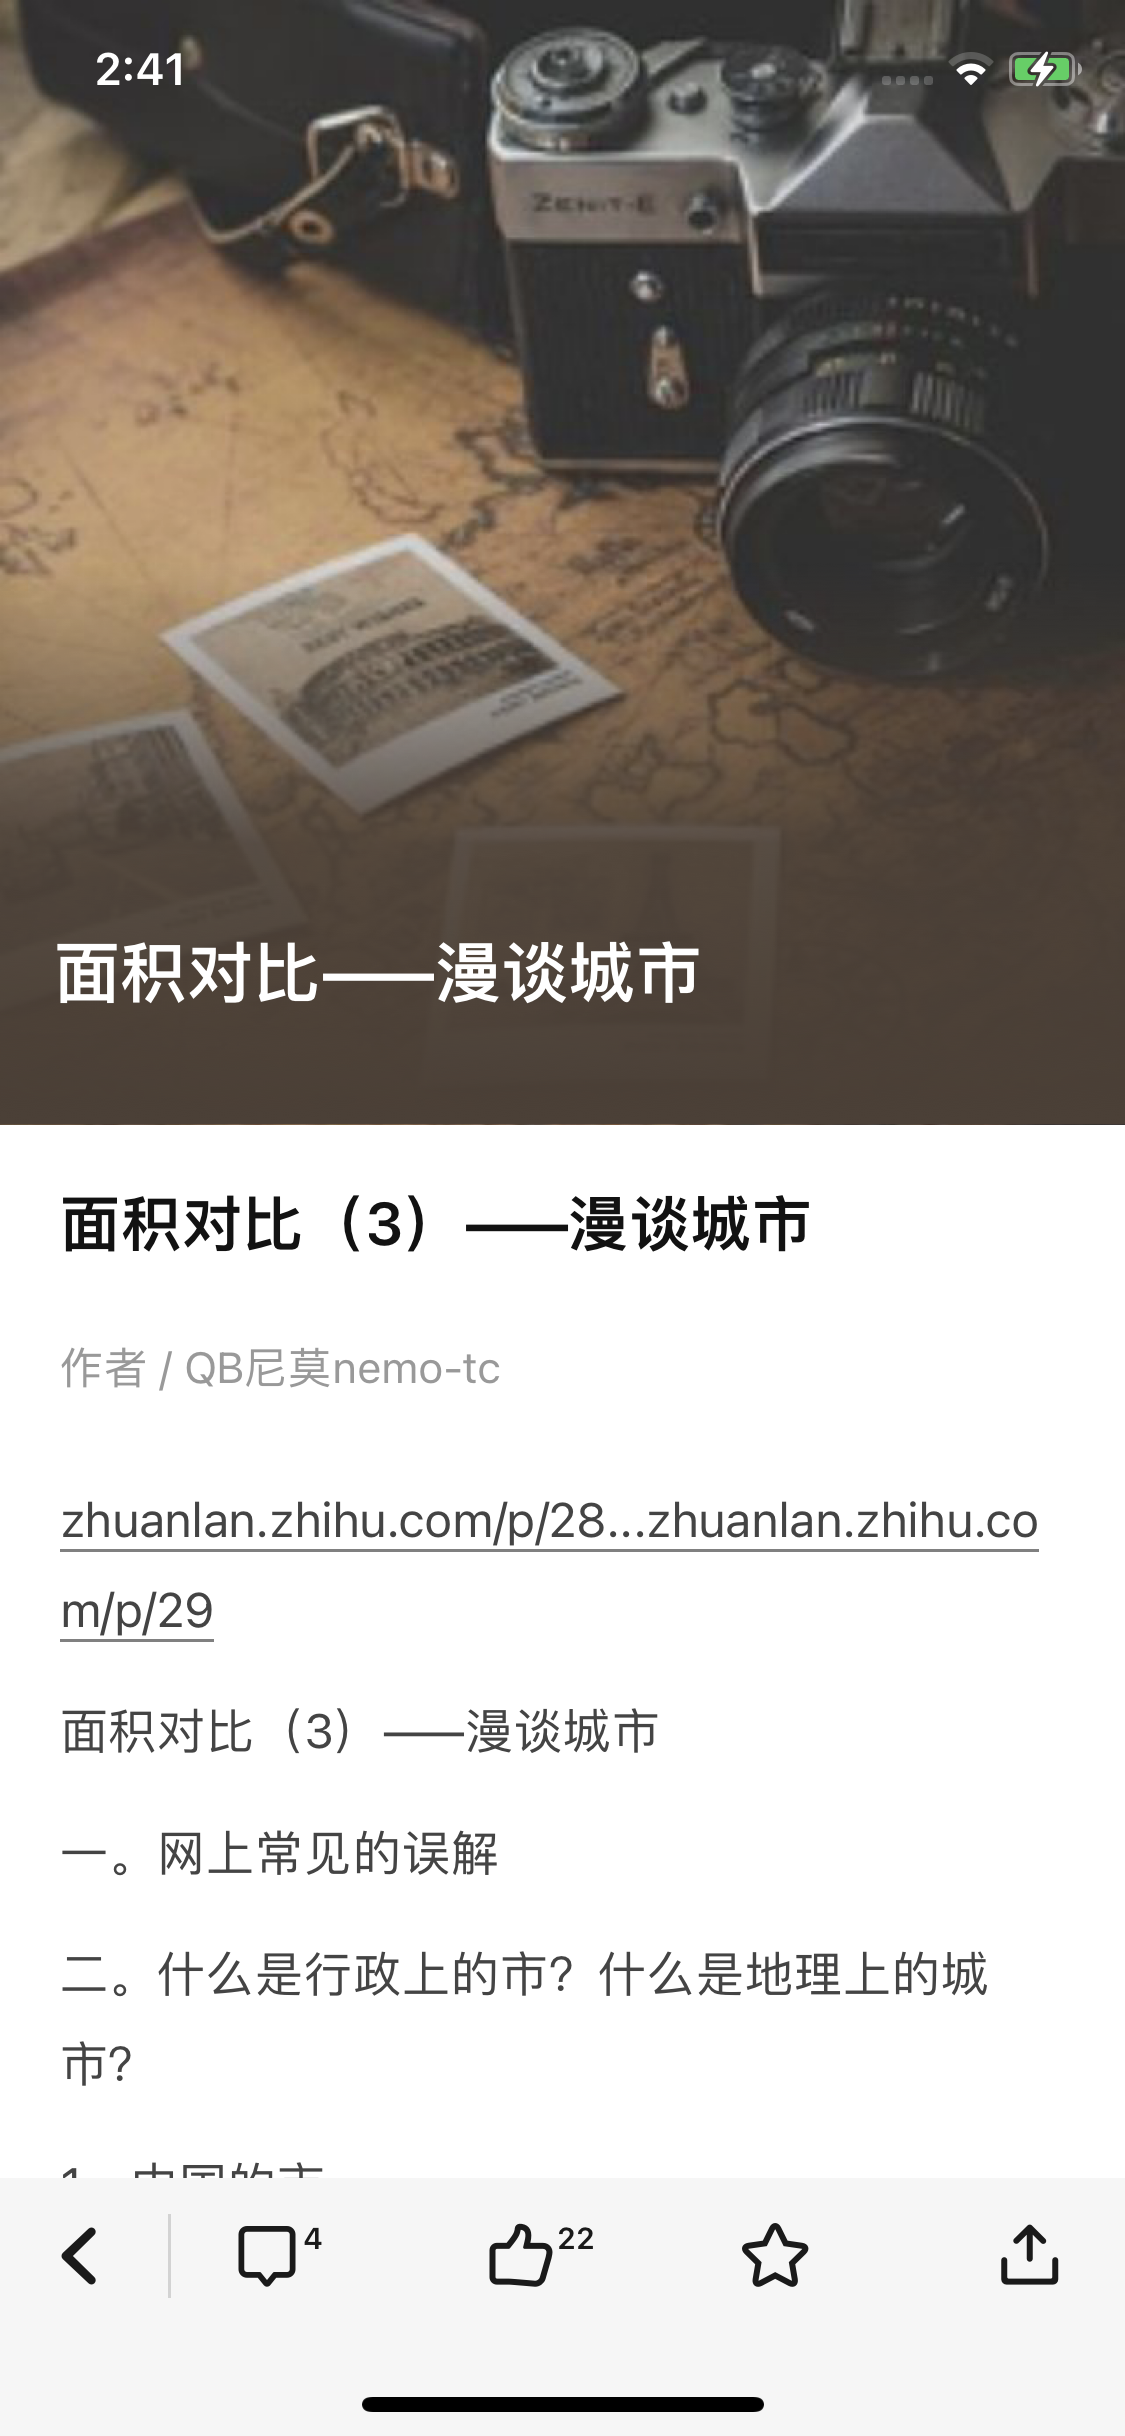 2:41
ZENIT-E
面积对比——漫谈城市
面积对比（3）——漫谈城市
作者 / QB尼莫nemo-tc
zhuanlan.zhihu.com/p/28...zhuanlan.zhihu.co
m/p/29
面积对比（3）——漫谈城市
一。网上常见的误解
二。什么是行政上的市？什么是地理上的城
市？
4
22